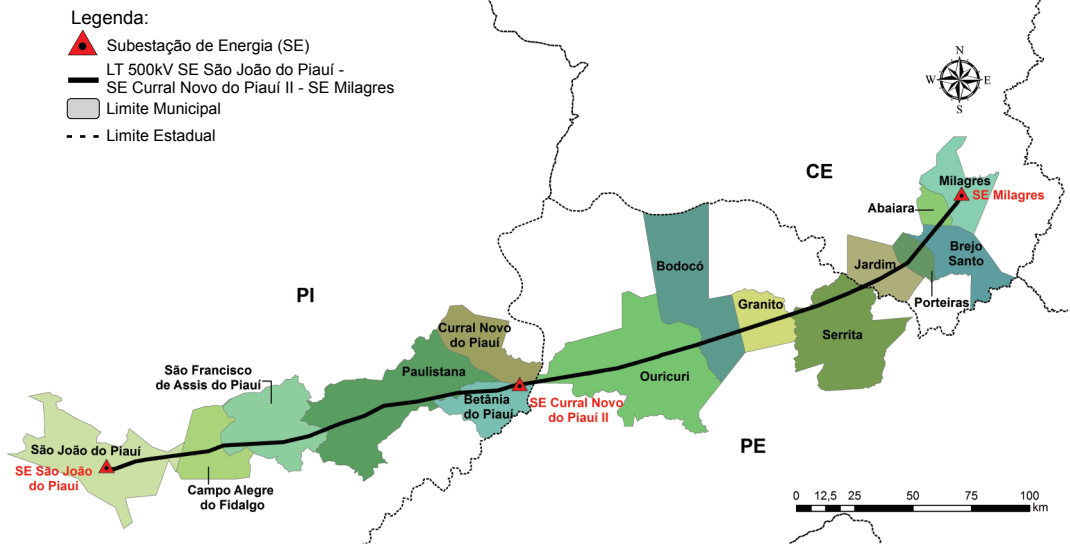 Legenda:
Subestação de Energia (SE)
LT 500kV SE São João do Piauí -
SE Curral Novo do Piauí II - SE Milagres
Limite Municipal
Limite Estadual
N
W
E
S
CE
Milagres
SE Milagres
Abaiara
Brejo
Santo
Jardim
Porteiras
Bodocó
Granito
Serrita
PI
Curral Novo
do Piauí
São Francisco
de Assis do Piauí
Paulistana
Ouricuri
Betânia
do Piauí
SE Curral Novo
do Piauí II
São João do Piauí
SE São João
do Piauí
Campo Alegre
do Fidalgo
PE
0 12,5 25 50 75 100
km